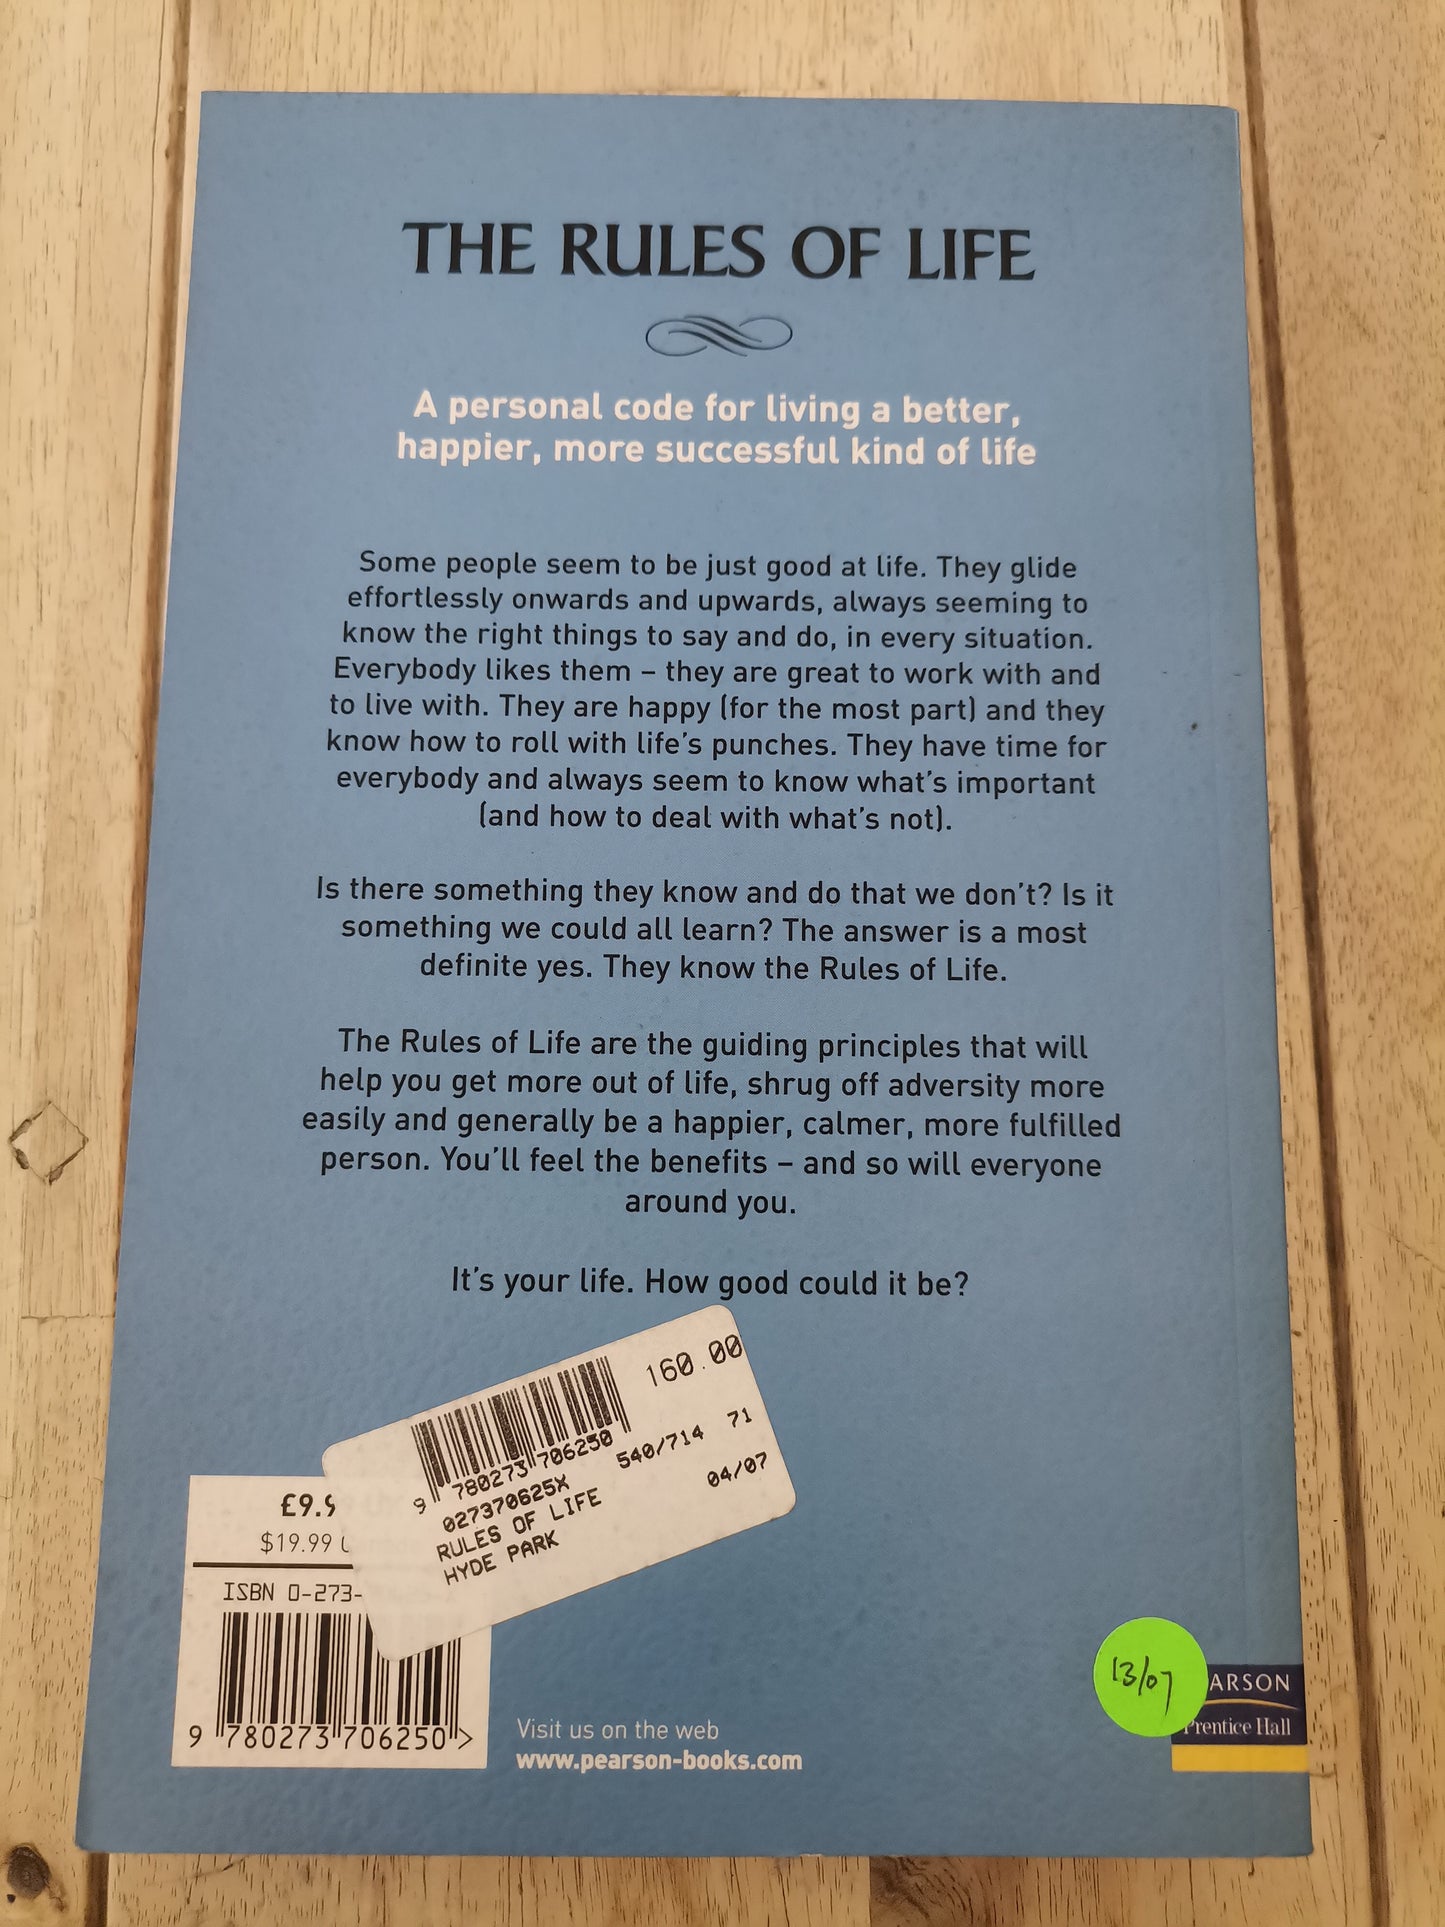 THE RULES OF LIFE
A personal code for living a better,
happier, more successful kind of life
Some people seem to be just good at life. They glide
effortlessly onwards and upwards, always seeming to
know the right things to say and do, in every situation.
Everybody likes them – they are great to work with and
to live with. They are happy (for the most part) and they
know how to roll with life's punches. They have time for
everybody and always seem to know what's important
(and how to deal with what's not).
Is there something they know and do that we don't? Is it
something we could all learn? The answer is a most
definite yes. They know the Rules of Life.
The Rules of Life are the guiding principles that will
help you get more out of life, shrug off adversity more
easily and generally be a happier, calmer, more fulfilled
person. You'll feel the benefits – and so will everyone
around you.
It's your life. How good could it be?
160.00
9 780273 706250
540/714 71
027370625X
04/07
RULES OF LIFE
HYDE PARK
£9.9
$19.99
ISBN 0-273-
9 780273 706250 >
Visit us on the web
www.pearson-books.com
13/07
ARSON
Prentice Hall